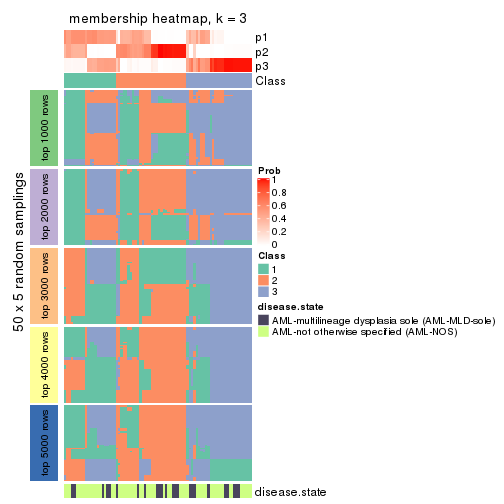 membership heatmap, k = 3
p1
p2
p3
Class
50 x 5 random samplings
top 1000 rows
top 2000 rows
top 3000 rows
top 4000 rows
top 5000 rows
Prob
1
0.8
0.6
0.4
0.2
0
Class
1
2
3
disease.state
AML-multilineage dysplasia sole (AML-MLD-sole)
AML-not otherwise specified (AML-NOS)
disease.state